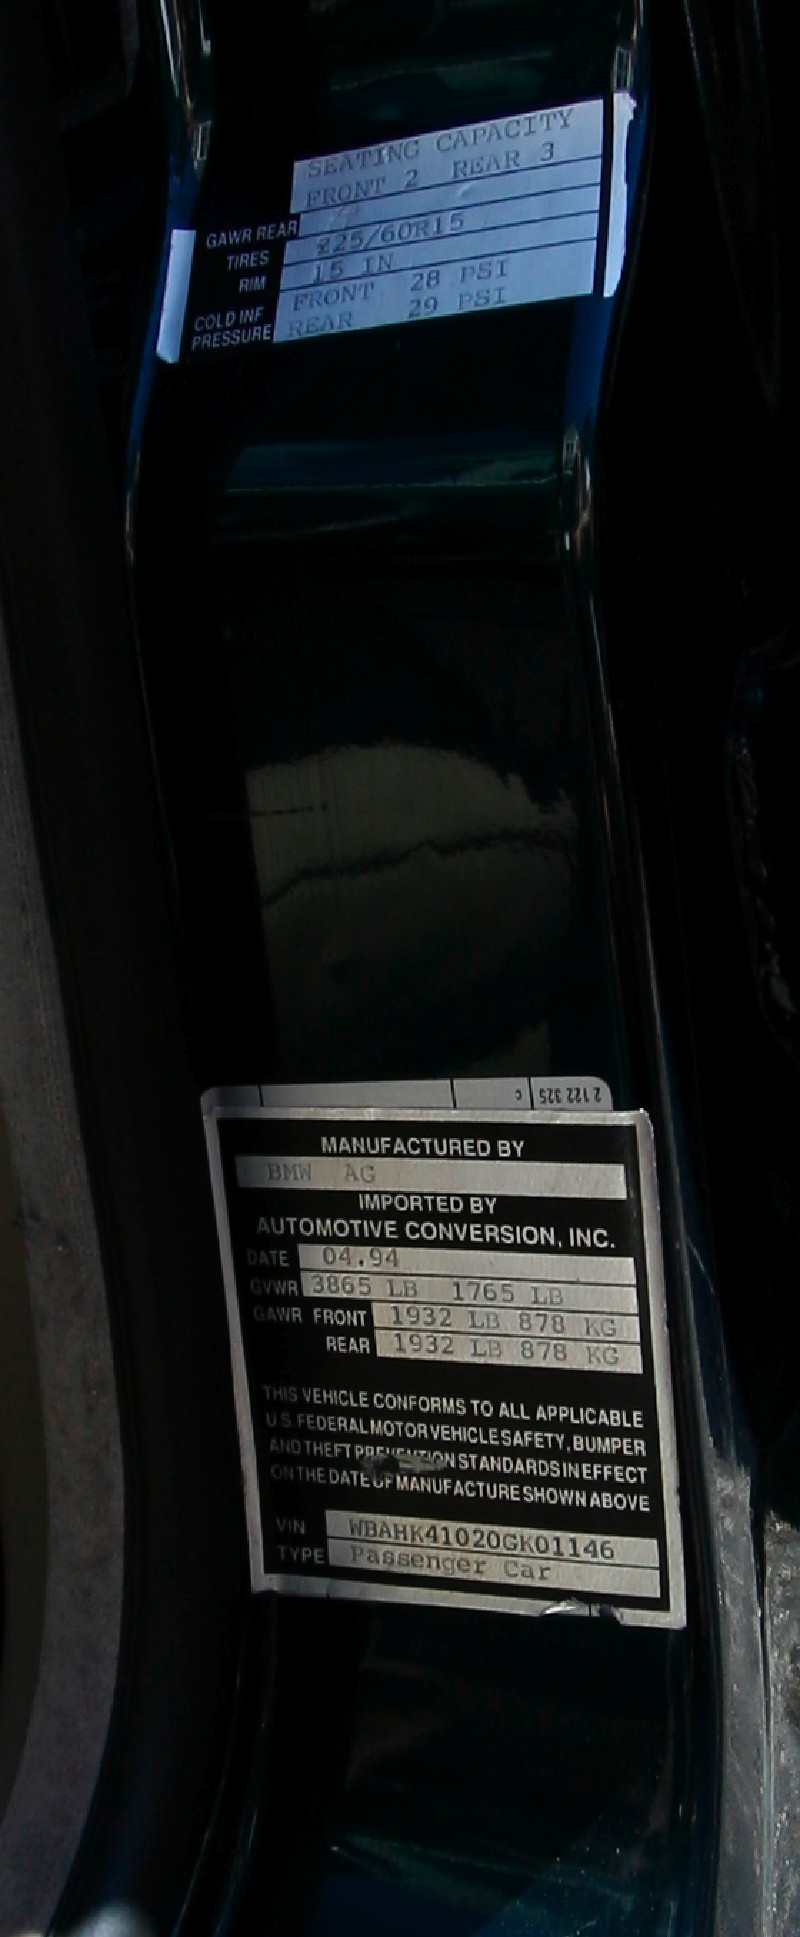 SEATING CAPACITY
FRONT 2 REAR 3
GAWR REAR
TIRES 225/60R15
RIM 15 IN
COLD INF PRESSURE FRONT 28 PSI
REAR 29 PSI
2 122 325 c
MANUFACTURED BY
BMW AG
IMPORTED BY
AUTOMOTIVE CONVERSION, INC.
DATE 04.94
GVWR 3865 LB 1765 LB
GAWR FRONT 1932 LB 878 KG
REAR 1932 LB 878 KG
THIS VEHICLE CONFORMS TO ALL APPLICABLE
U.S. FEDERAL MOTOR VEHICLE SAFETY, BUMPER
AND THEFT PREVENTION STANDARDS IN EFFECT
ON THE DATE OF MANUFACTURE SHOWN ABOVE
VIN WBAHK41020GK01146
TYPE Passenger Car